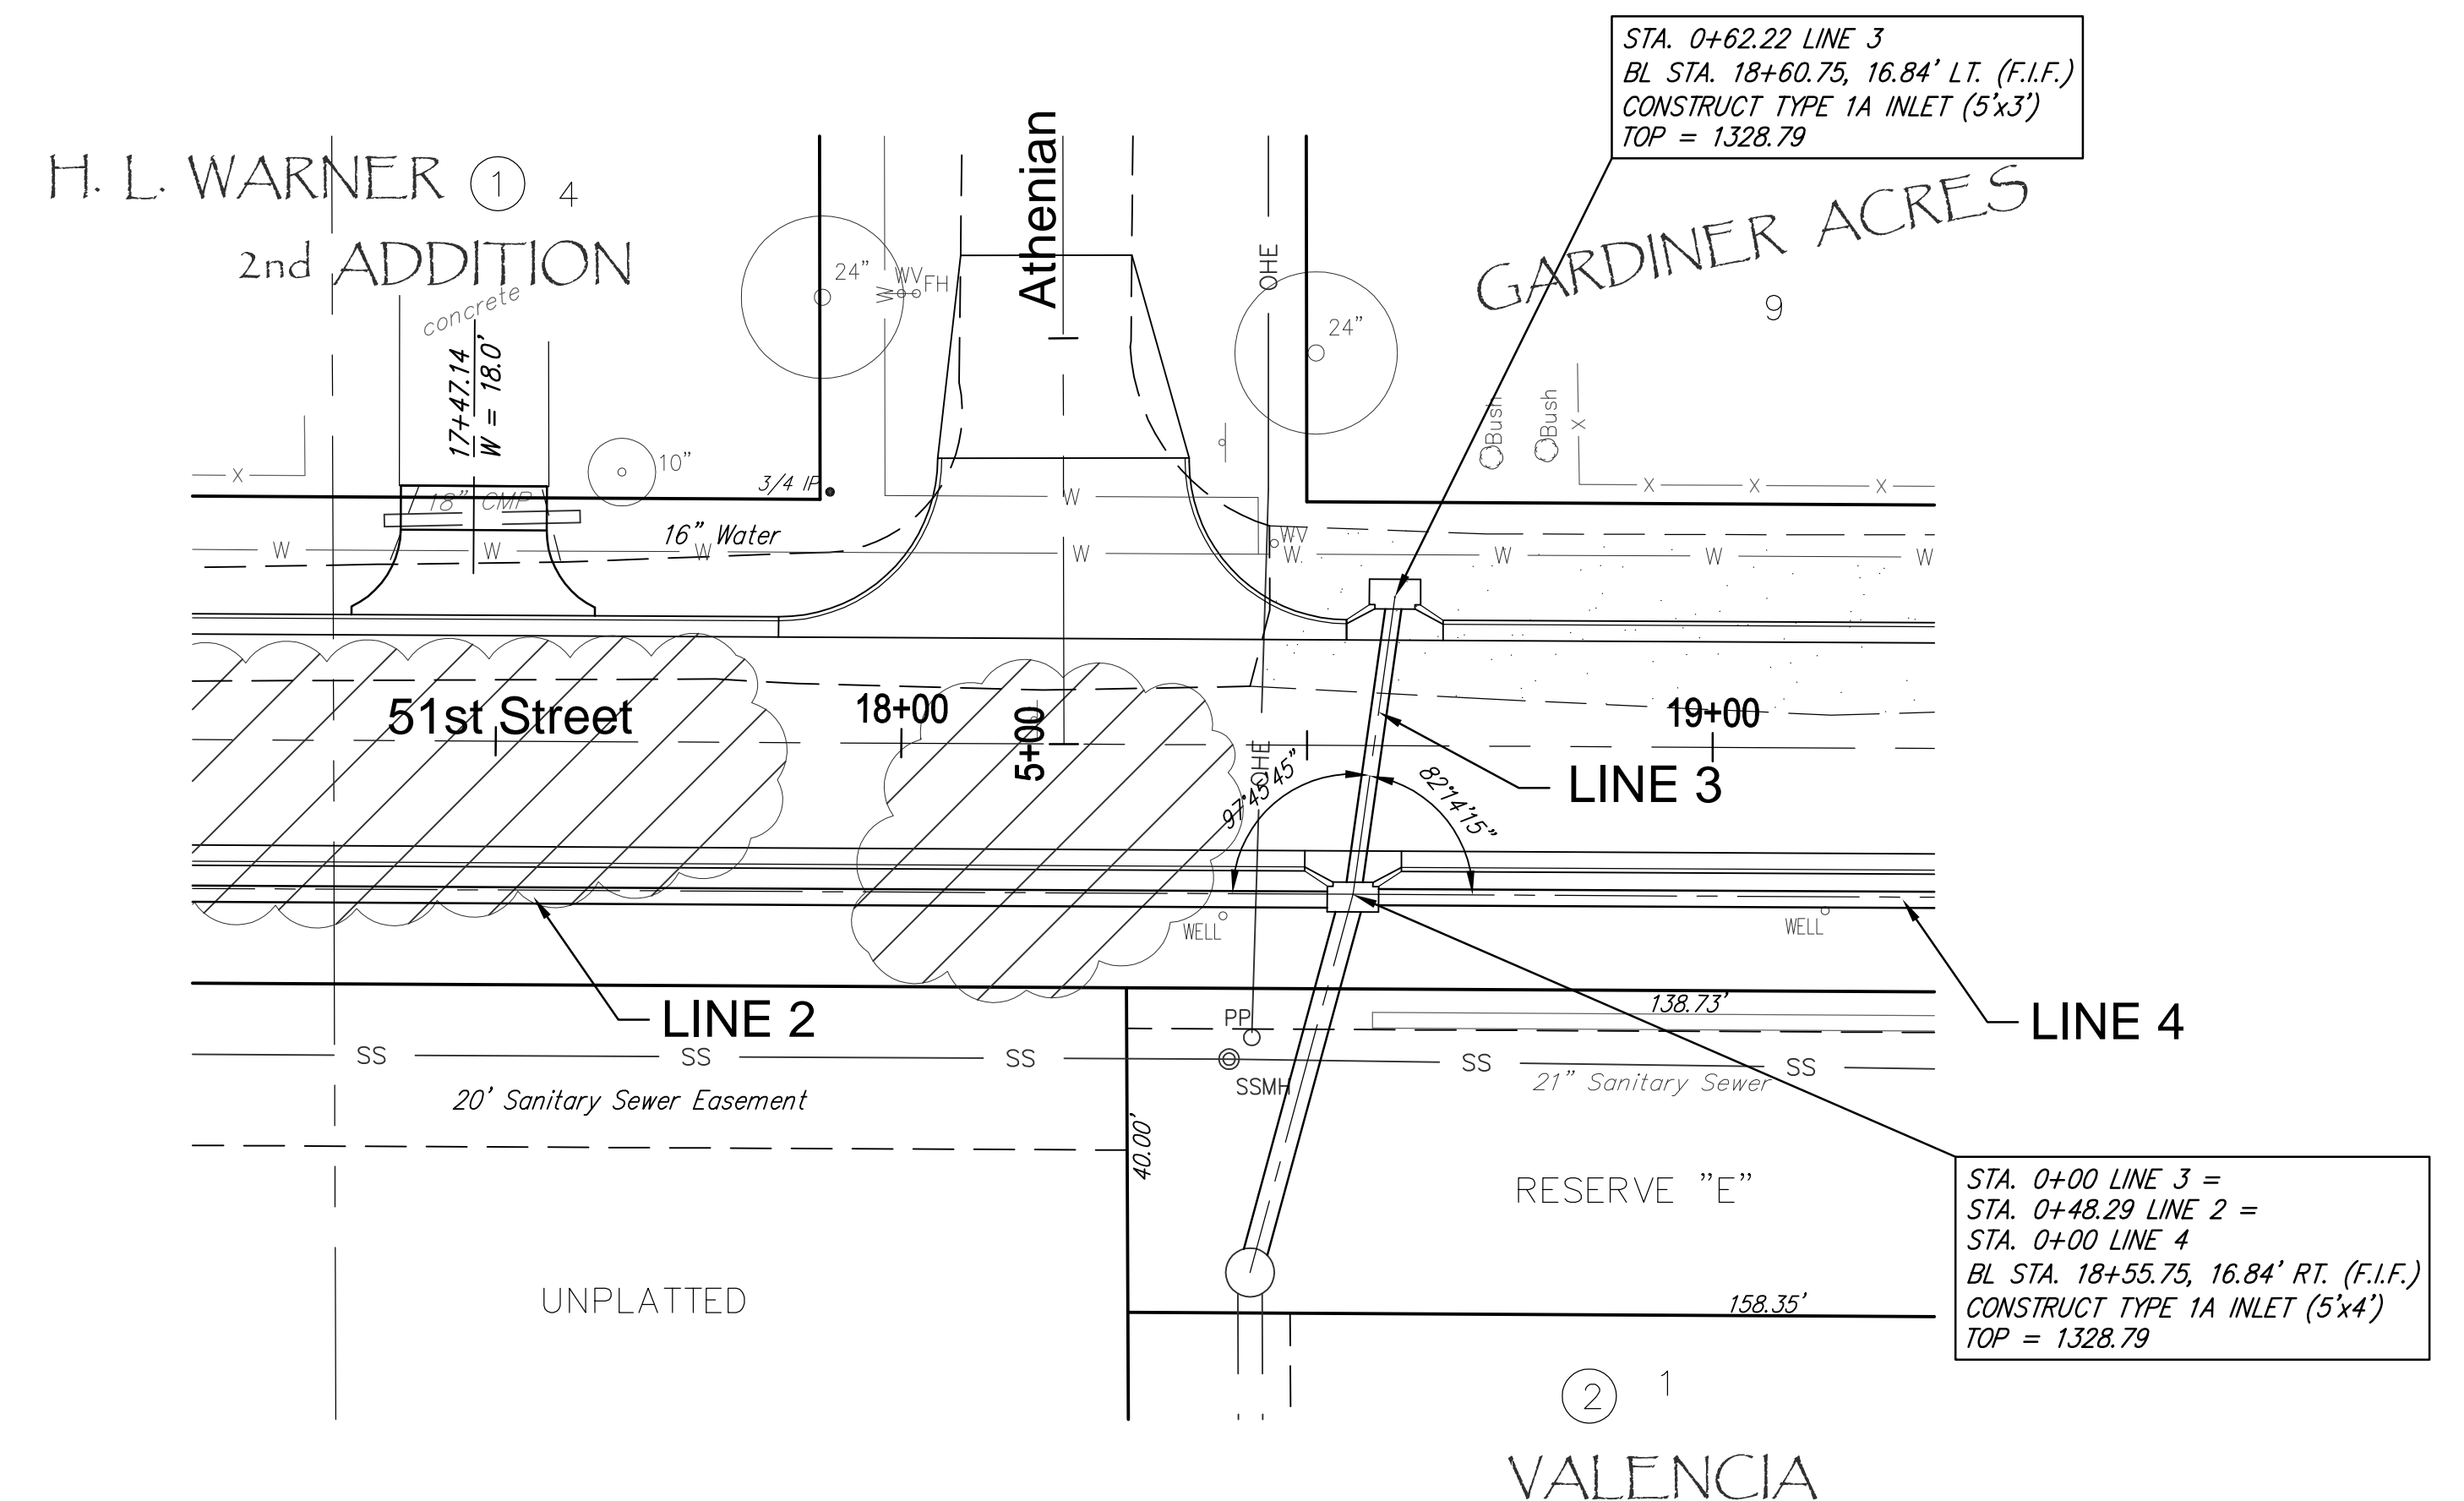 STA. 0+62.22 LINE 3
BL STA. 18+60.75, 16.84' LT. (F.I.F.)
CONSTRUCT TYPE 1A INLET (5'x3')
TOP = 1328.79
H. L. WARNER 1 4
2nd ADDITION
concrete
17+47.14
W = 18.0'
18" CMP
10"
3/4 IP
24"
WV
FH
Athenian
OHE
24"
GARDINER ACRES
9
Bush
Bush
X
X
X X X
W
16" Water
W W W W WV W W W W
51st Street
18+00
5+00
OHE
19+00
97°45'45"
82°14'15"
LINE 3
WELL
WELL
LINE 2
LINE 4
138.73'
PP
SS SS SS SS SS
SSMH
21" Sanitary Sewer
20' Sanitary Sewer Easement
40.00'
RESERVE "E"
STA. 0+00 LINE 3 =
STA. 0+48.29 LINE 2 =
STA. 0+00 LINE 4
BL STA. 18+55.75, 16.84' RT. (F.I.F.)
CONSTRUCT TYPE 1A INLET (5'x4')
TOP = 1328.79
UNPLATTED
158.35'
2 1
VALENCIA